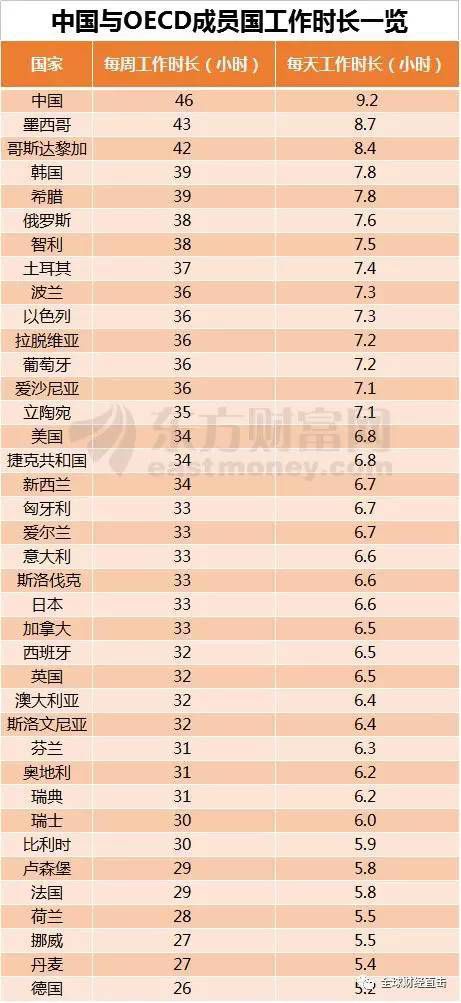 中国与OECD成员国工作时长一览
国家 每周工作时长（小时） 每天工作时长（小时）
中国 46 9.2
墨西哥 43 8.7
哥斯达黎加 42 8.4
韩国 39 7.8
希腊 39 7.8
俄罗斯 38 7.6
智利 38 7.5
土耳其 37 7.4
波兰 36 7.3
以色列 36 7.3
拉脱维亚 36 7.2
葡萄牙 36 7.2
爱沙尼亚 36 7.1
立陶宛 35 7.1
美国 34 6.8
捷克共和国 34 6.8
新西兰 34 6.7
匈牙利 33 6.7
爱尔兰 33 6.7
意大利 33 6.6
斯洛伐克 33 6.6
日本 33 6.6
加拿大 33 6.5
西班牙 32 6.5
英国 32 6.5
澳大利亚 32 6.4
斯洛文尼亚 32 6.4
芬兰 31 6.3
奥地利 31 6.2
瑞典 31 6.2
瑞士 30 6.0
比利时 30 5.9
卢森堡 29 5.8
法国 29 5.8
荷兰 28 5.5
挪威 27 5.5
丹麦 27 5.4
德国 26 5.2
东方财富网
eastmoney.com
全球财经直击